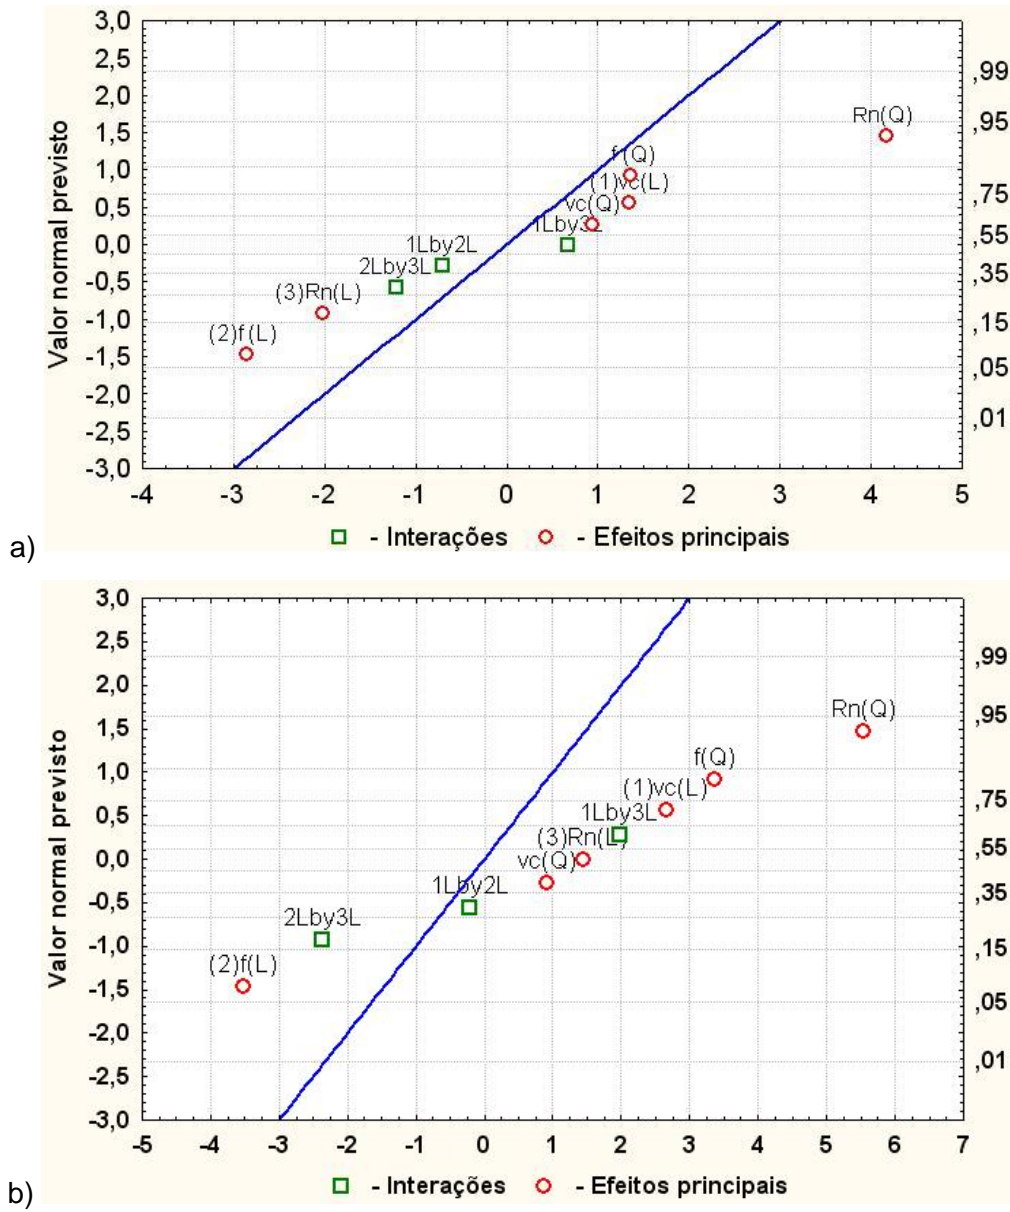 a)
Valor normal previsto
3,0
2,5
2,0
1,5
1,0
0,5
0,0
-0,5
-1,0
-1,5
-2,0
-2,5
-3,0
Rn(Q)
f(Q)
(1)vc(L)
vc(Q)
1Lby3L
1Lby2L
2Lby3L
(3)Rn(L)
(2)f(L)
,99
,95
,75
,55
,35
,15
,05
,01
-4 -3 -2 -1 0 1 2 3 4 5
- Interações - Efeitos principais
b)
Valor normal previsto
3,0
2,5
2,0
1,5
1,0
0,5
0,0
-0,5
-1,0
-1,5
-2,0
-2,5
-3,0
Rn(Q)
f(Q)
(1)vc(L)
1Lby3L
(3)Rn(L)
vc(Q)
1Lby2L
2Lby3L
(2)f(L)
,99
,95
,75
,55
,35
,15
,05
,01
-5 -4 -3 -2 -1 0 1 2 3 4 5 6 7
- Interações - Efeitos principais